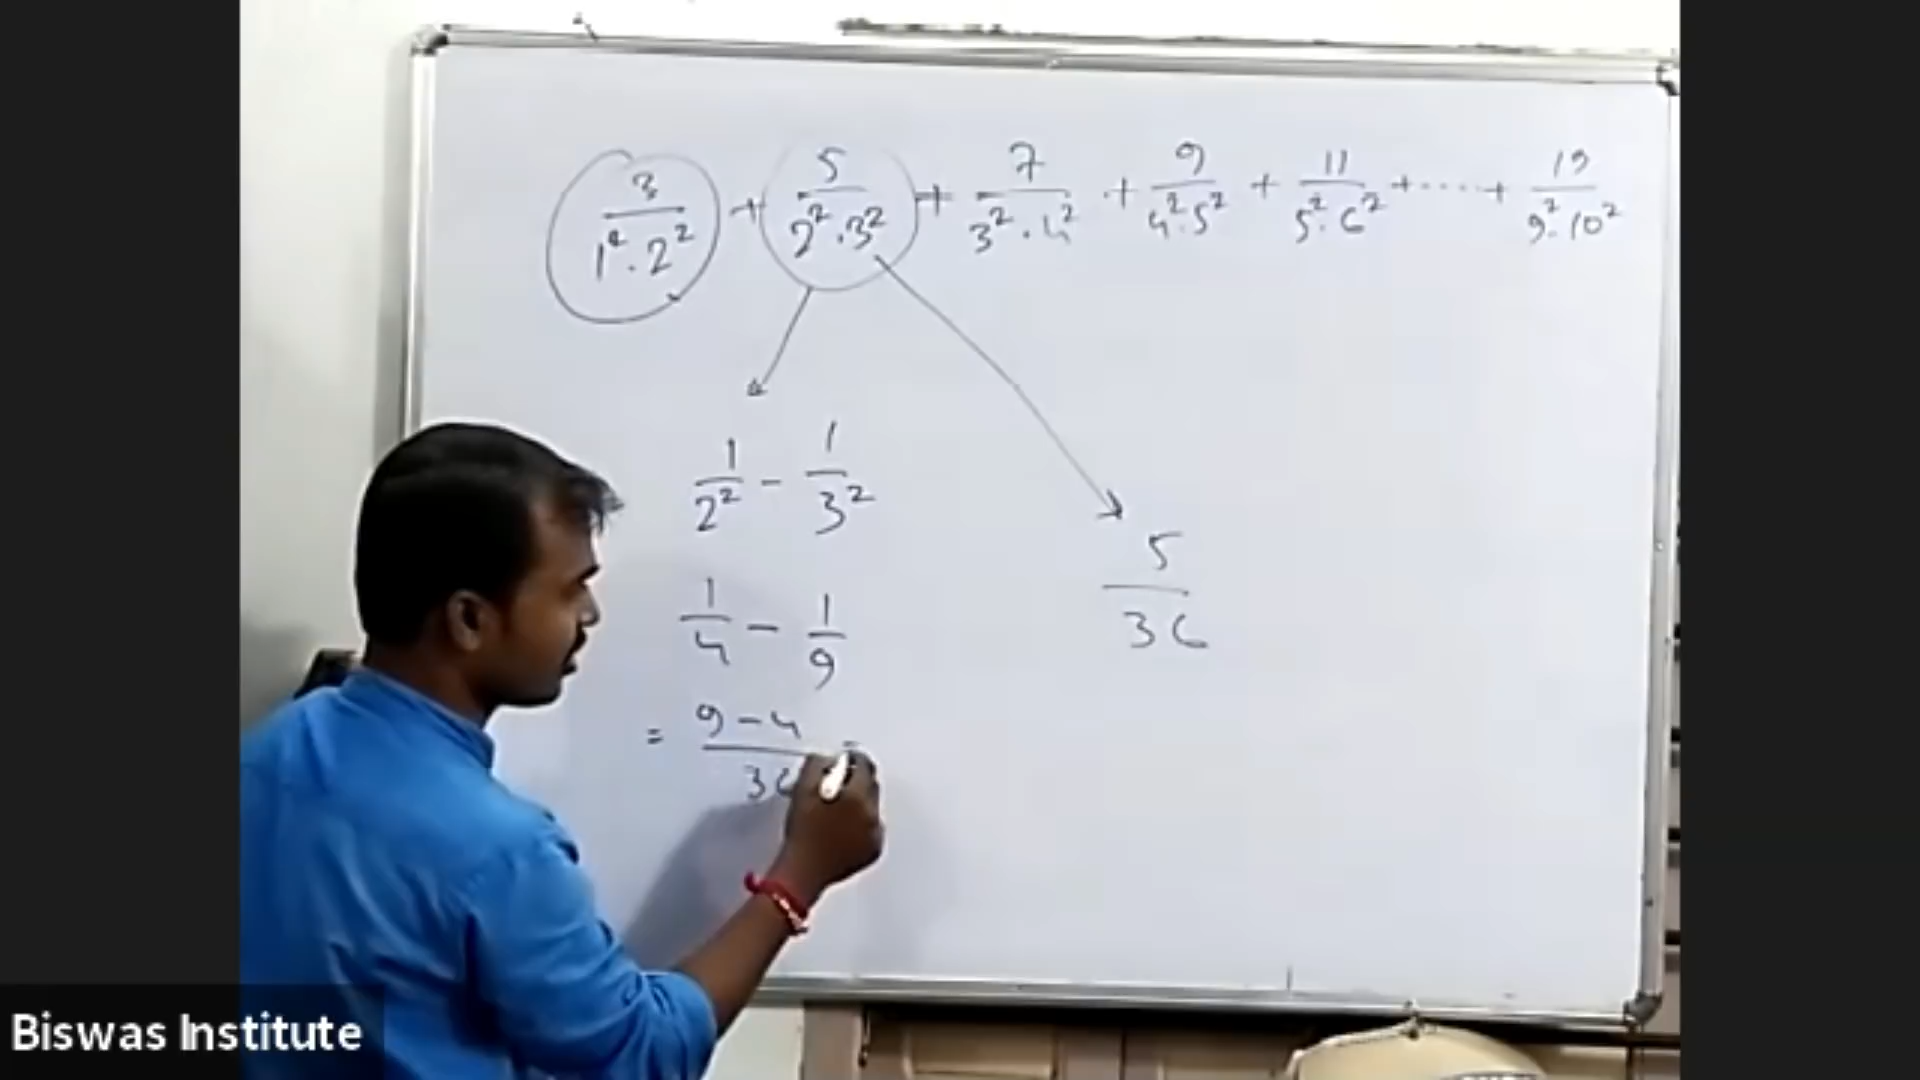 3/1².2² + 5/2².3² + 7/3².4² + 9/4².5² + 11/5².6² +....+ 19/9².10²
1/2² - 1/3²
5/36
1/4 - 1/9
= 9-4/36 =
Biswas Institute